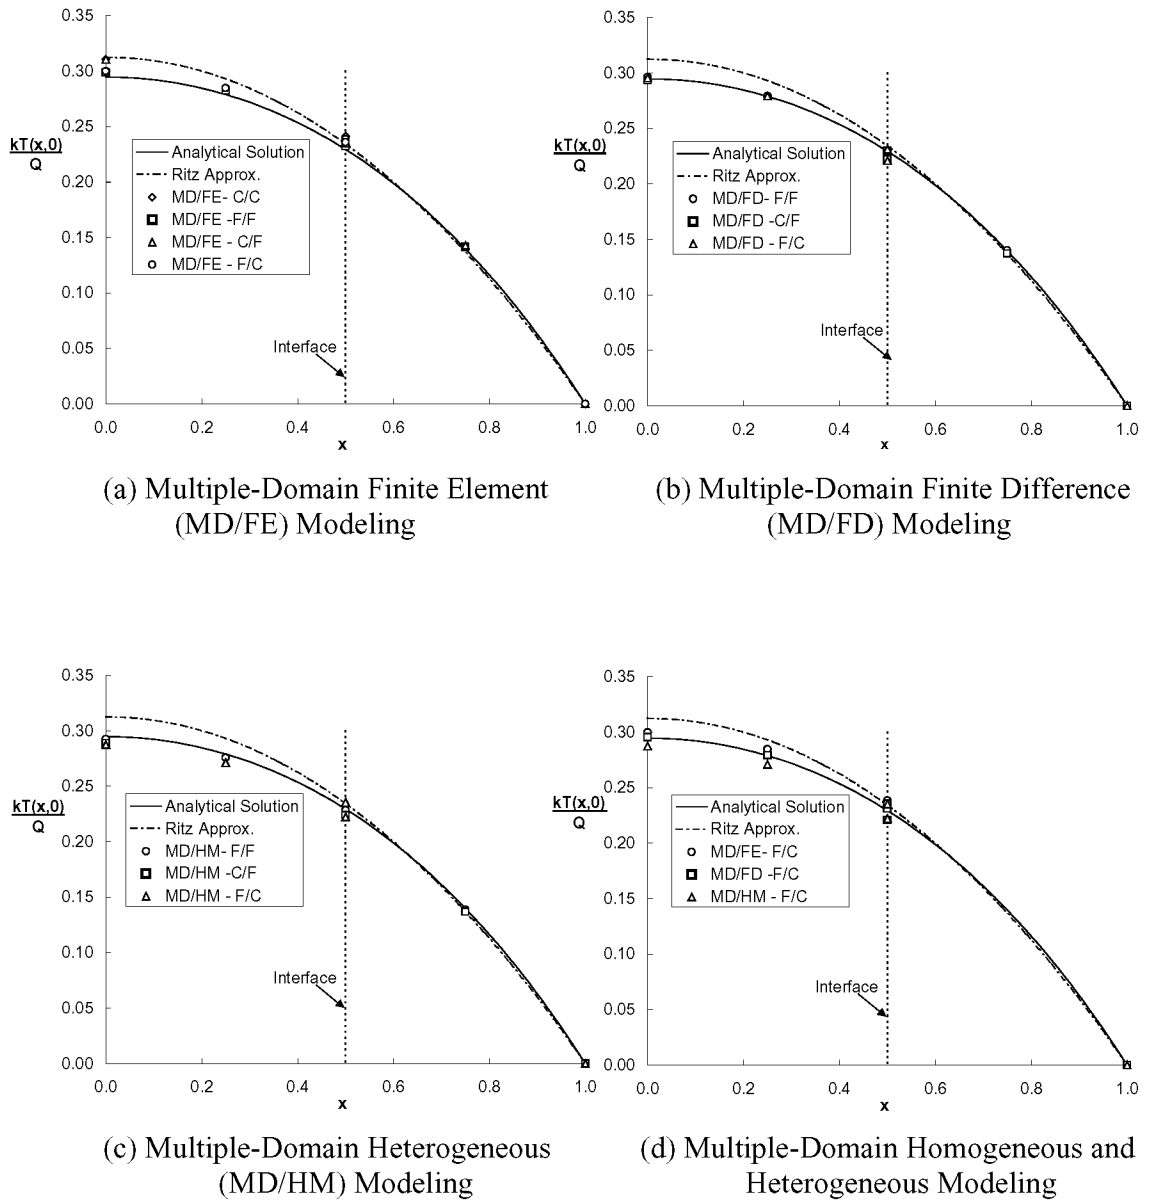 0.35
0.30
0.25
0.20
0.15
0.10
0.05
0.00
kT(x,0)
Q
Analytical Solution
Ritz Approx.
MD/FE- C/C
MD/FE -F/F
MD/FE - C/F
MD/FE - F/C
Interface
0.0 0.2 0.4 0.6 0.8 1.0
x
(a) Multiple-Domain Finite Element
(MD/FE) Modeling
0.35
0.30
0.25
0.20
0.15
0.10
0.05
0.00
kT(x,0)
Q
Analytical Solution
Ritz Approx.
MD/FD- F/F
MD/FD -C/F
MD/FD - F/C
Interface
0.0 0.2 0.4 0.6 0.8 1.0
x
(b) Multiple-Domain Finite Difference
(MD/FD) Modeling
0.35
0.30
0.25
0.20
0.15
0.10
0.05
0.00
kT(x,0)
Q
Analytical Solution
Ritz Approx.
MD/HM- F/F
MD/HM -C/F
MD/HM - F/C
Interface
0.0 0.2 0.4 0.6 0.8 1.0
x
(c) Multiple-Domain Heterogeneous
(MD/HM) Modeling
0.35
0.30
0.25
0.20
0.15
0.10
0.05
0.00
kT(x,0)
Q
Analytical Solution
Ritz Approx.
MD/FE- F/C
MD/FD -F/C
MD/HM - F/C
Interface
0.0 0.2 0.4 0.6 0.8 1.0
x
(d) Multiple-Domain Homogeneous and
Heterogeneous Modeling